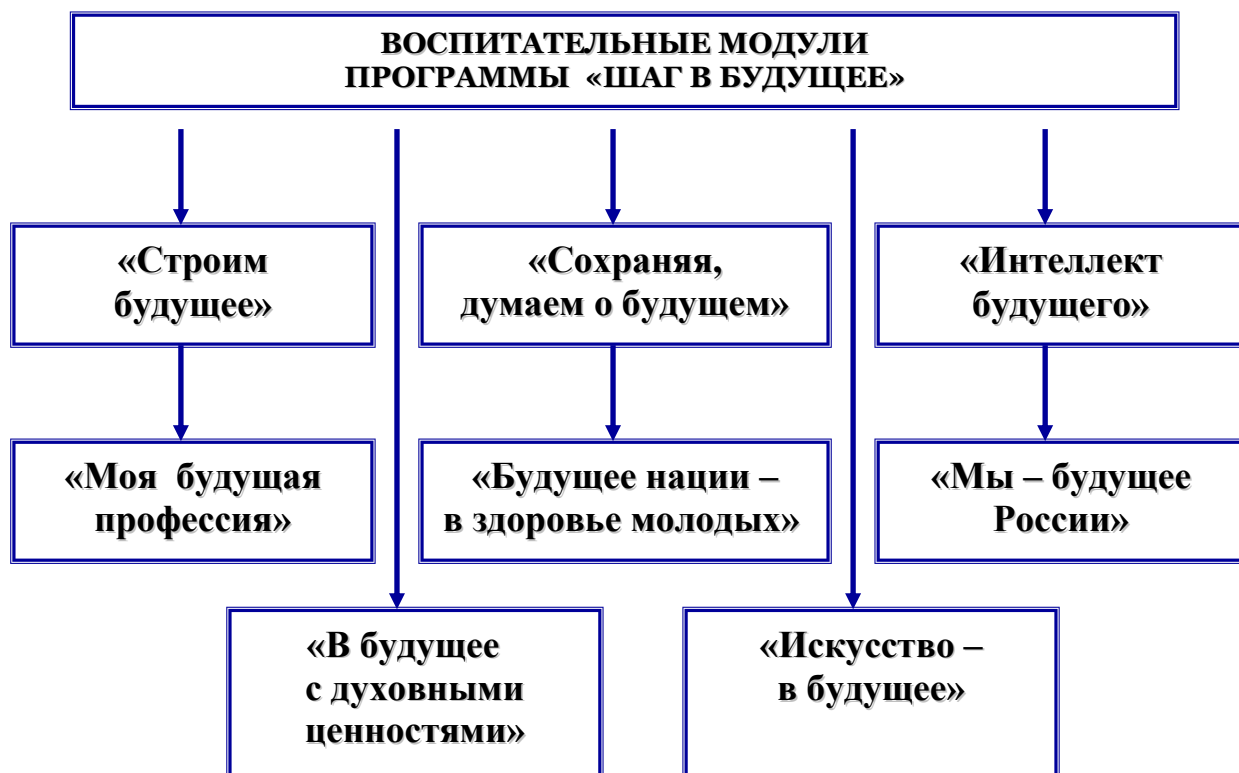 ВОСПИТАТЕЛЬНЫЕ МОДУЛИ
ПРОГРАММЫ «ШАГ В БУДУЩЕЕ»
«Строим
будущее»
«Сохраняя,
думаем о будущем»
«Интеллект
будущего»
«Моя будущая
профессия»
«Будущее нации –
в здоровье молодых»
«Мы – будущее
России»
«В будущее
с духовными
ценностями»
«Искусство –
в будущее»